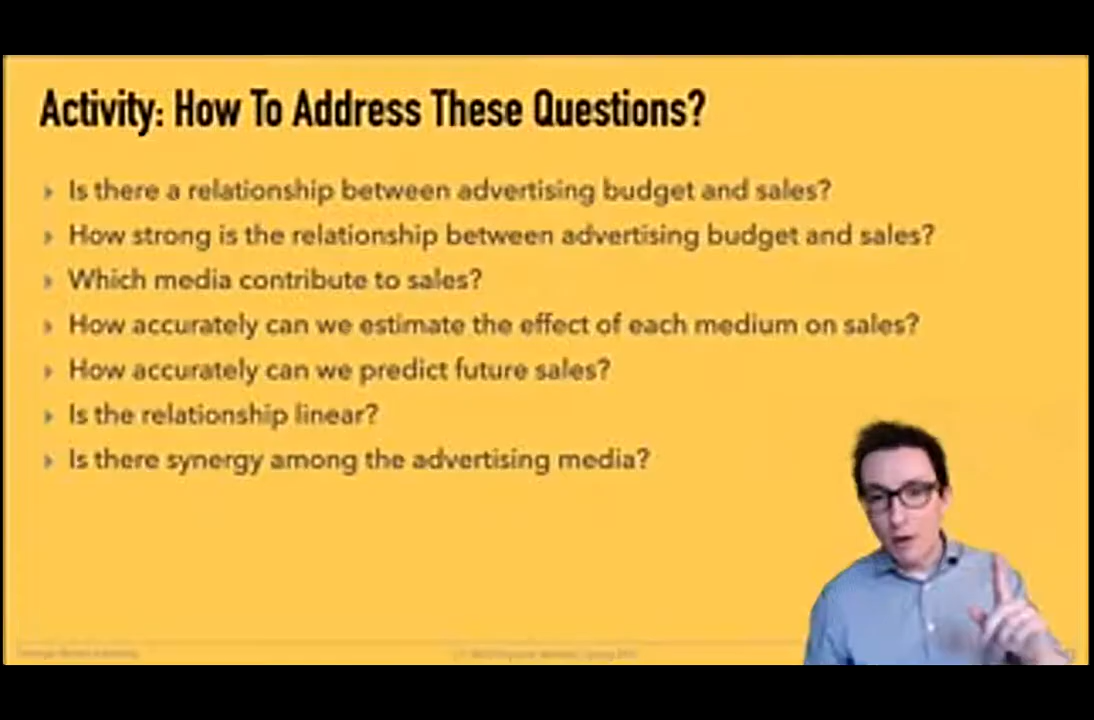 Activity: How To Address These Questions?
Is there a relationship between advertising budget and sales?
How strong is the relationship between advertising budget and sales?
Which media contribute to sales?
How accurately can we estimate the effect of each medium on sales?
How accurately can we predict future sales?
Is the relationship linear?
Is there synergy among the advertising media?